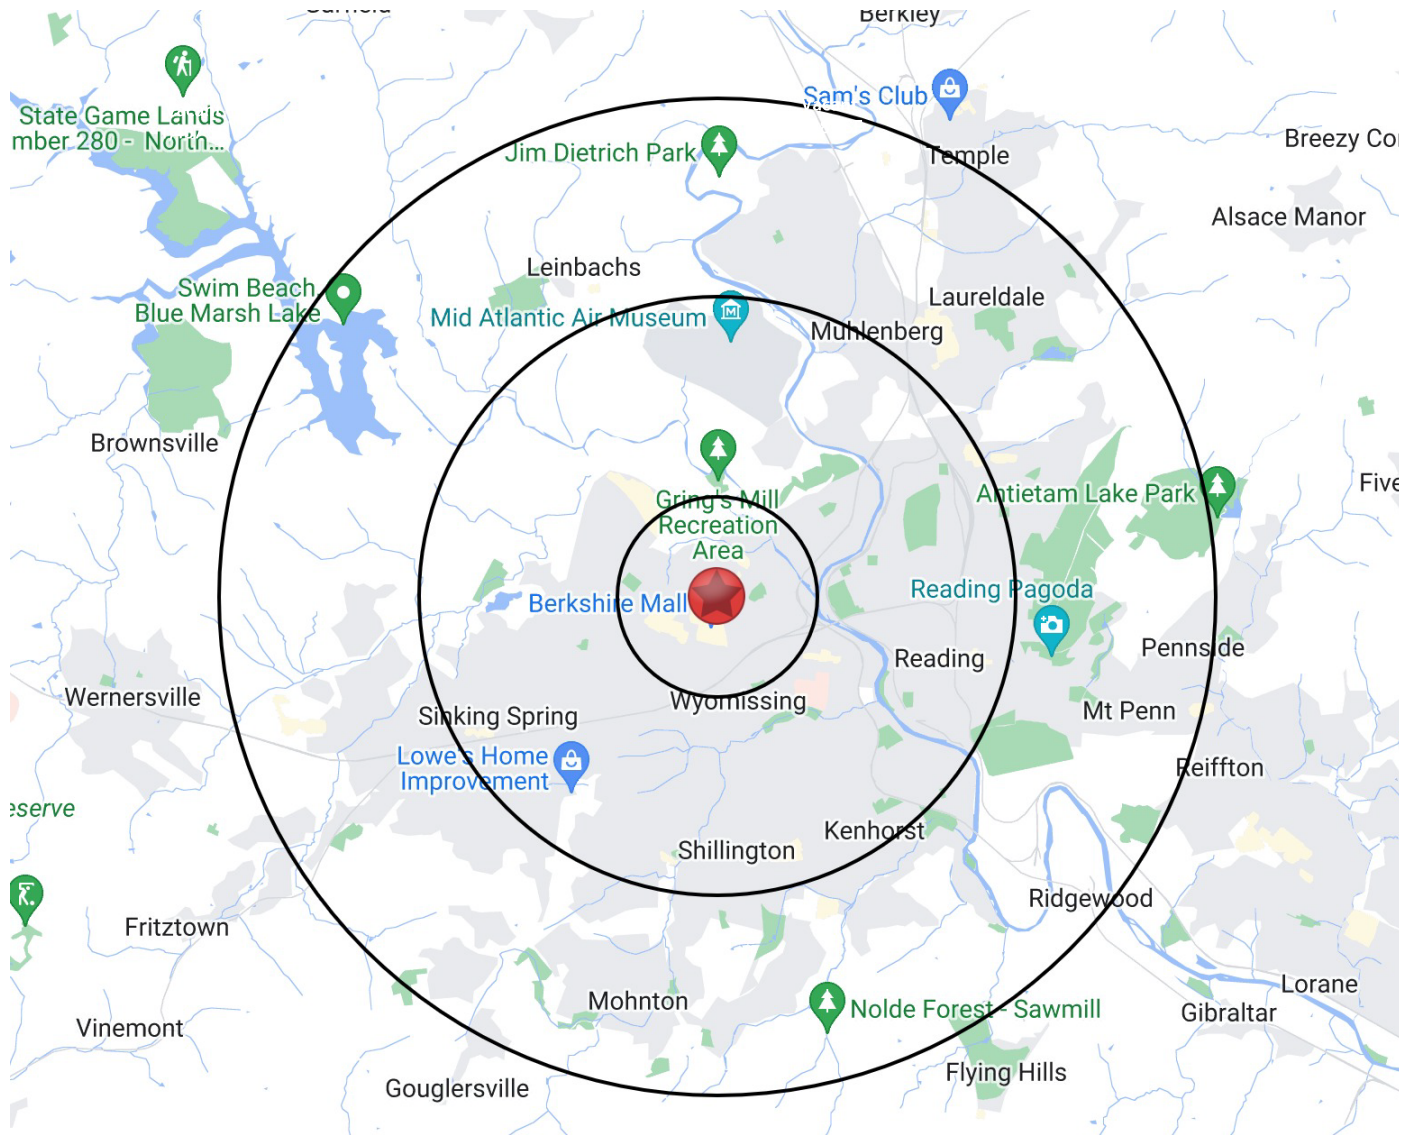 Berkley
Sam's Club
State Game Lands
mber 280 - North...
Jim Dietrich Park
Temple
Breezy Co
Alsace Manor
Leinbachs
Swim Beach,
Blue Marsh Lake
Laureldale
Mid Atlantic Air Museum
Muhlenberg
Brownsville
Five
Antietam Lake Park
Gring's Mill
Recreation
Area
Reading Pagoda
Berkshire Mall
Pennside
Reading
Wernersville
Wyomissing
Mt Penn
Sinking Spring
Lowe's Home
Improvement
Reiffton
eserve
Kenhorst
Shillington
Ridgewood
Fritztown
Lorane
Mohnton
Nolde Forest - Sawmill
Gibraltar
Vinemont
Flying Hills
Gouglersville